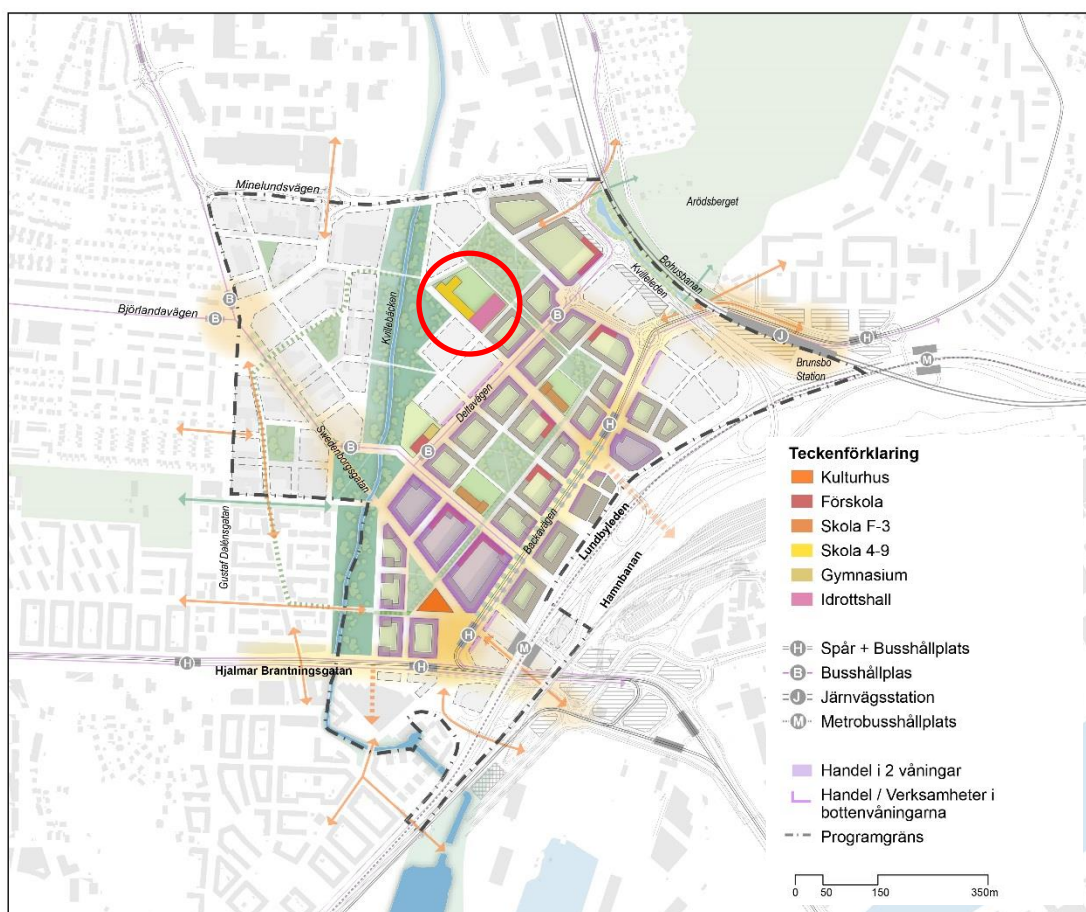 Minelundsvägen
Arödsberget
Bohusbanan
Kvilleleden
Björlandavägen
B
B
Kvillebäcken
B
J
H
Brunsbo
Station
M
Deltavägen
Swedenborgsgatan
B
B
H
Gustaf Dalénsgatan
Backavägen
Lundbyleden
Hamnbanan
H
M
H
H
Hjalmar Brantningsgatan
Teckenförklaring
Kulturhus
Förskola
Skola F-3
Skola 4-9
Gymnasium
Idrottshall
H Spår + Busshållplats
B Busshållplas
J Järnvägsstation
M Metrobusshållplats
Handel i 2 våningar
Handel / Verksamheter i
bottenvåningarna
Programgräns
0 50 150 350m